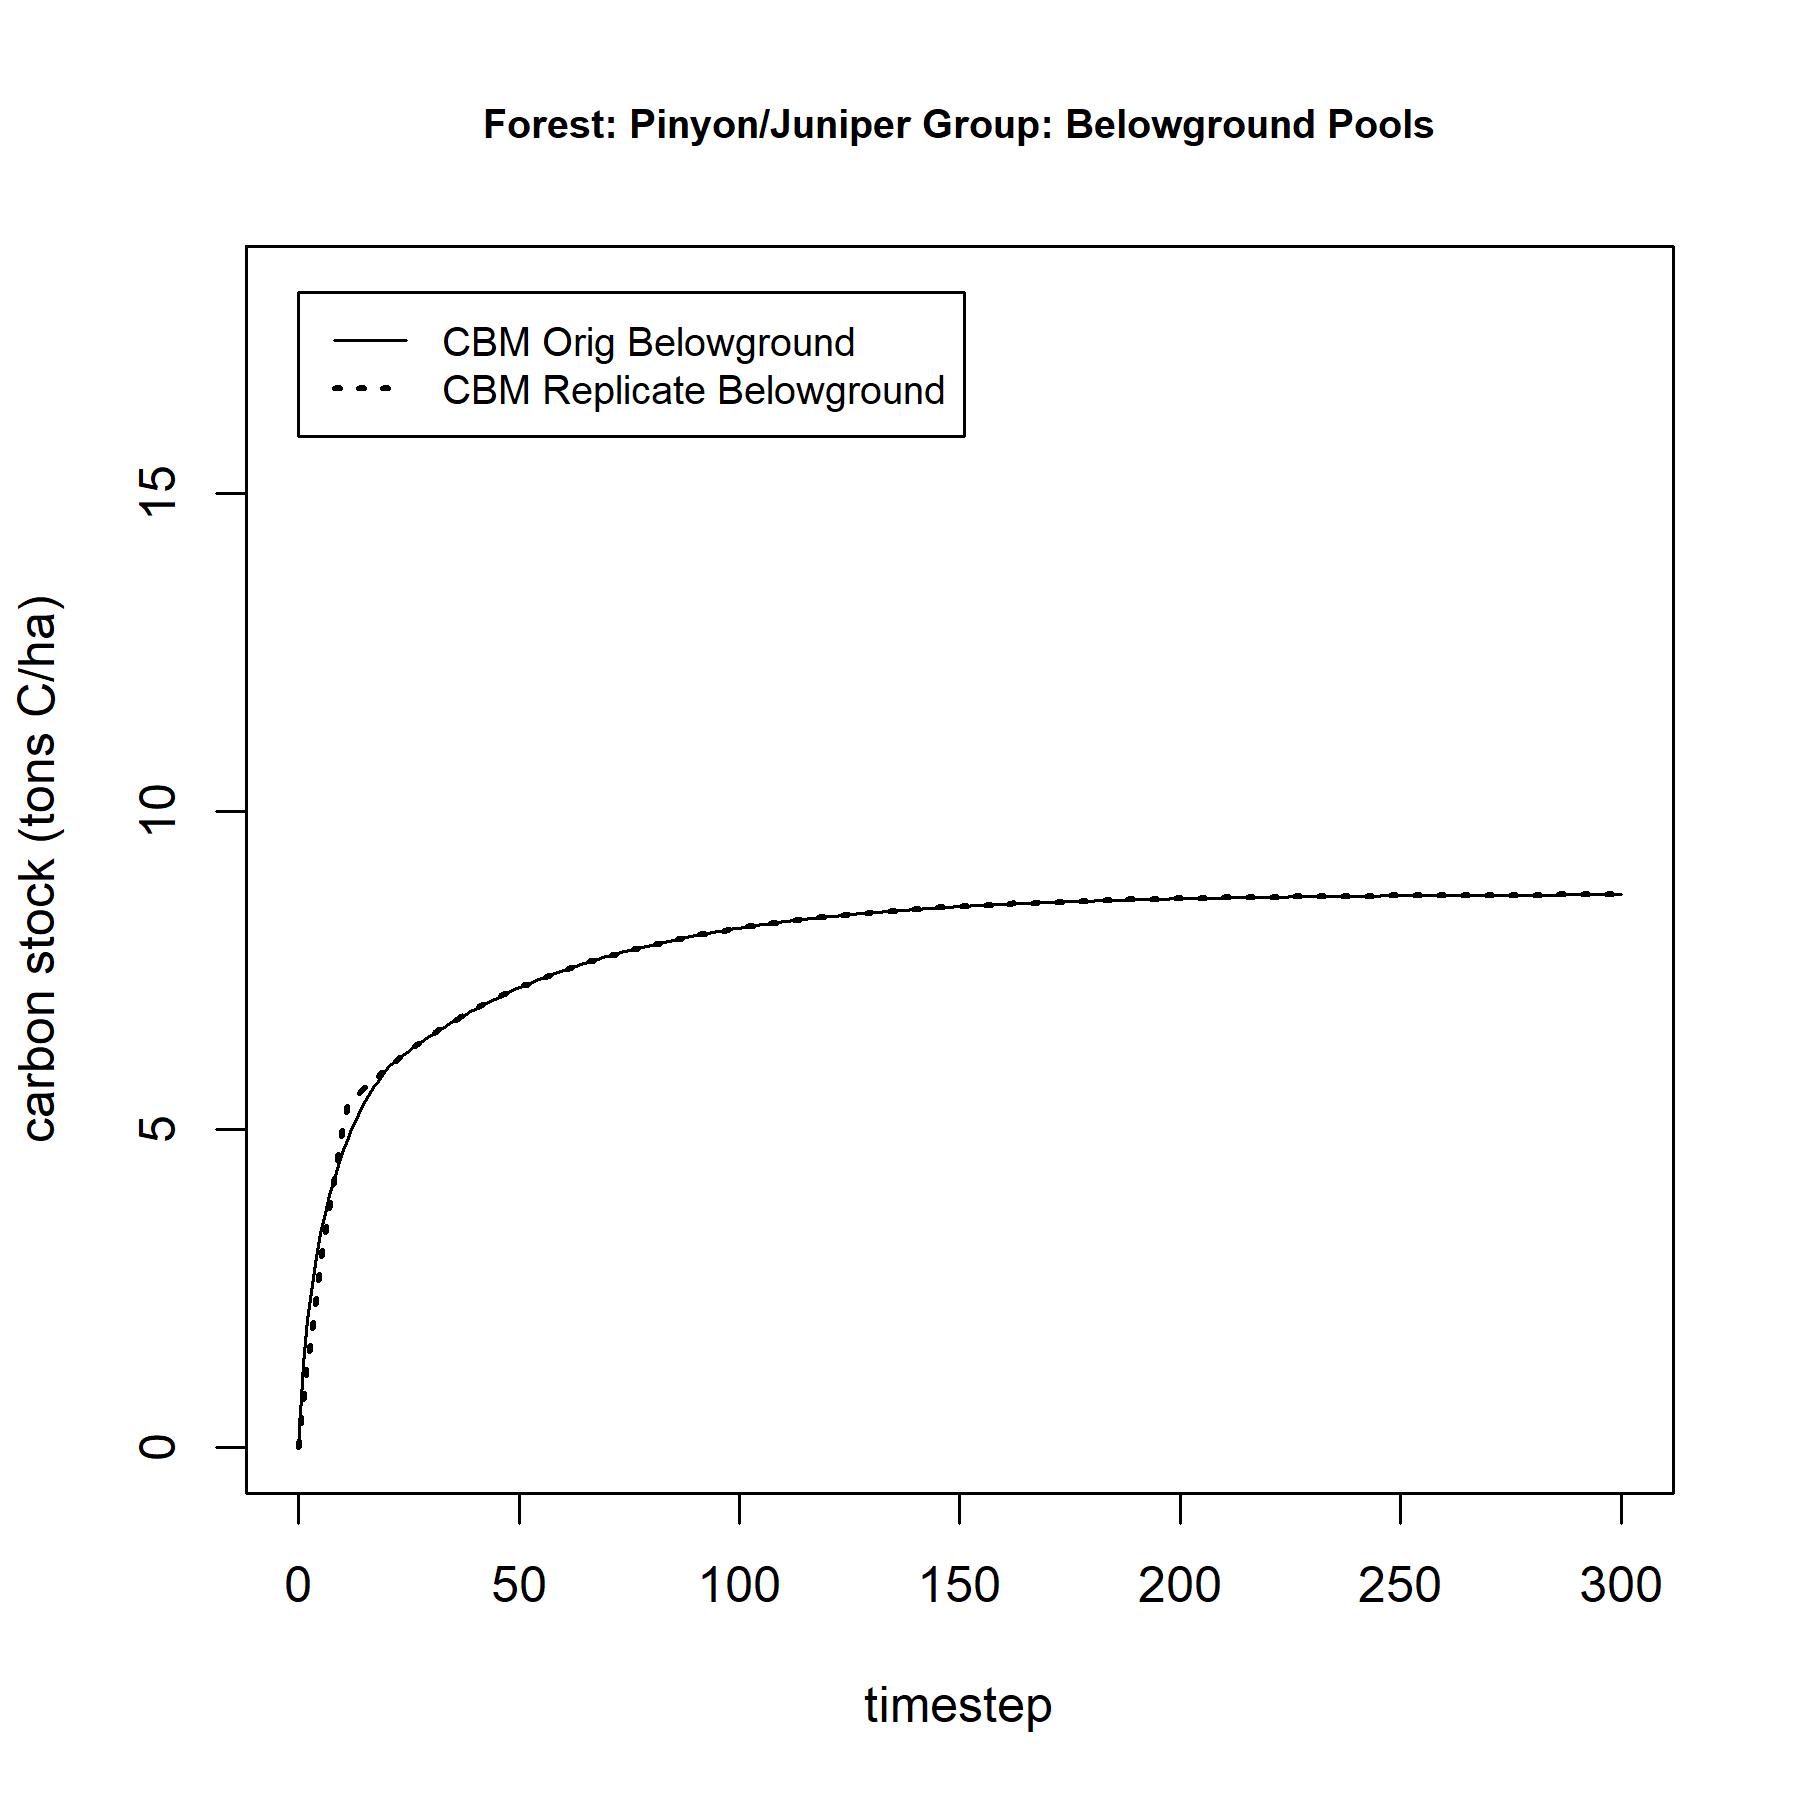 Forest: Pinyon/Juniper Group: Belowground Pools
CBM Orig Belowground
CBM Replicate Belowground
carbon stock (tons C/ha)
15
10
5
0
0 50 100 150 200 250 300
timestep